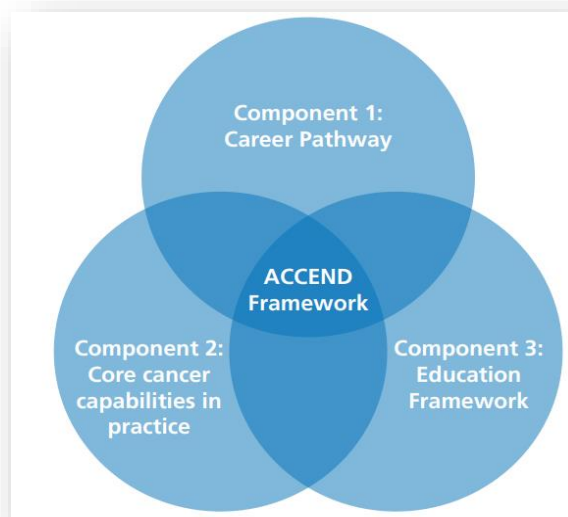 Component 1:
Career Pathway
ACCEND
Framework
Component 2:
Core cancer
capabilities in
practice
Component 3:
Education
Framework